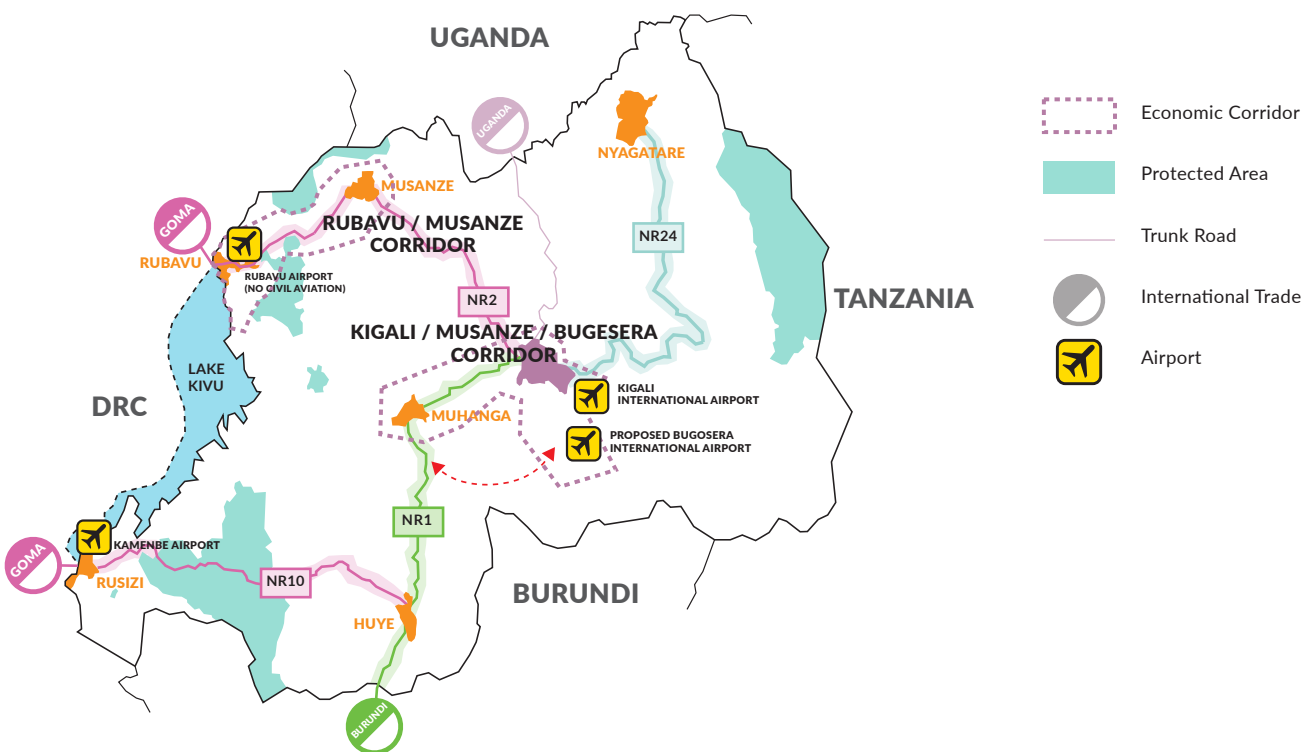 UGANDA
UGANDA
NYAGATARE
MUSANZE
GOMA
RUBAVU / MUSANZE
CORRIDOR
RUBAVU
RUBAVU AIRPORT
(NO CIVIL AVIATION)
NR24
NR2
TANZANIA
KIGALI / MUSANZE / BUGESERA
CORRIDOR
LAKE
KIVU
DRC
KIGALI
INTERNATIONAL AIRPORT
MUHANGA
PROPOSED BUGOSERA
INTERNATIONAL AIRPORT
NR1
KAMENBE AIRPORT
GOMA
RUSIZI
NR10
BURUNDI
HUYE
BURUNDI
Economic Corridor
Protected Area
Trunk Road
International Trade
Airport